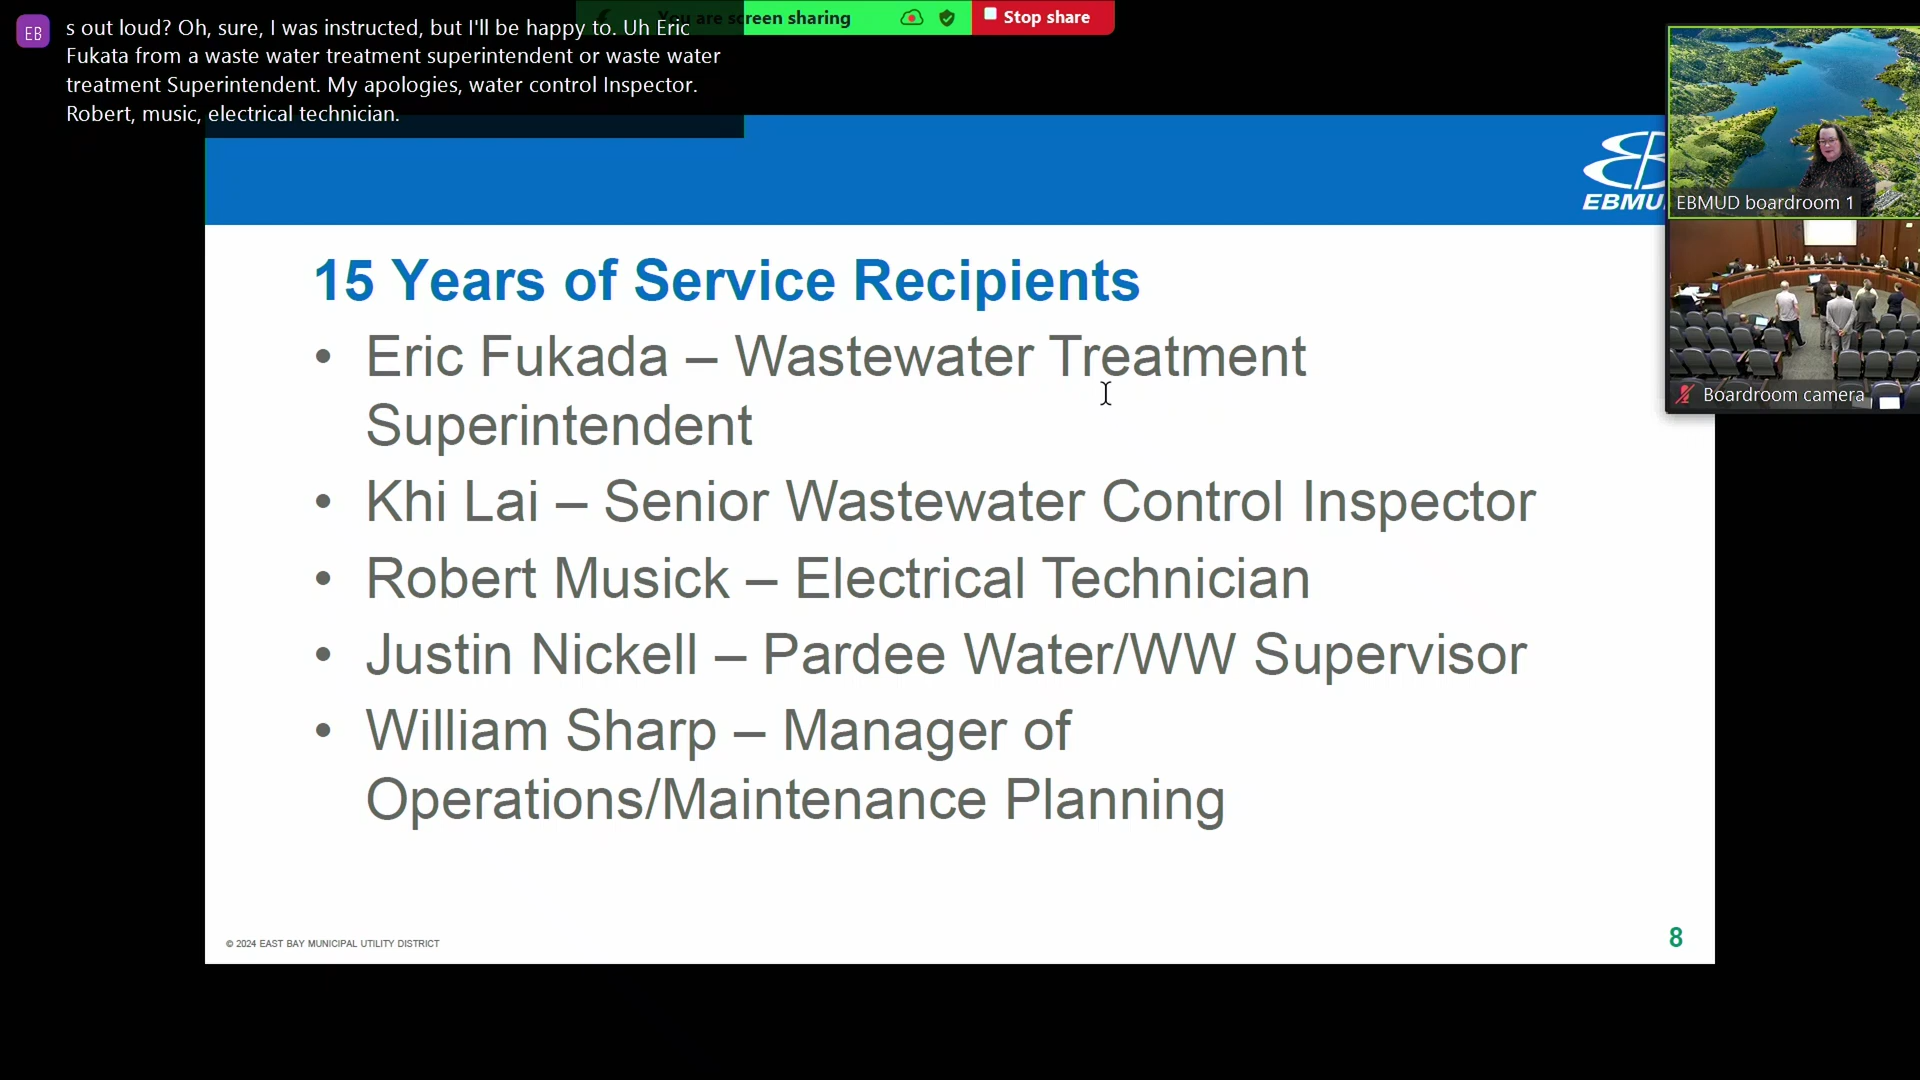 EB
s out loud? Oh, sure, I was instructed, but I'll be happy to. Uh Eric
Fukata from a waste water treatment superintendent or waste water
treatment Superintendent. My apologies, water control Inspector.
Robert, music, electrical technician.
You are screen sharing
Stop share
EBMU
EBMUD boardroom 1
Boardroom camera
15 Years of Service Recipients
• Eric Fukada – Wastewater Treatment
Superintendent
• Khi Lai – Senior Wastewater Control Inspector
• Robert Musick – Electrical Technician
• Justin Nickell – Pardee Water/WW Supervisor
• William Sharp – Manager of
Operations/Maintenance Planning
© 2024 EAST BAY MUNICIPAL UTILITY DISTRICT
8